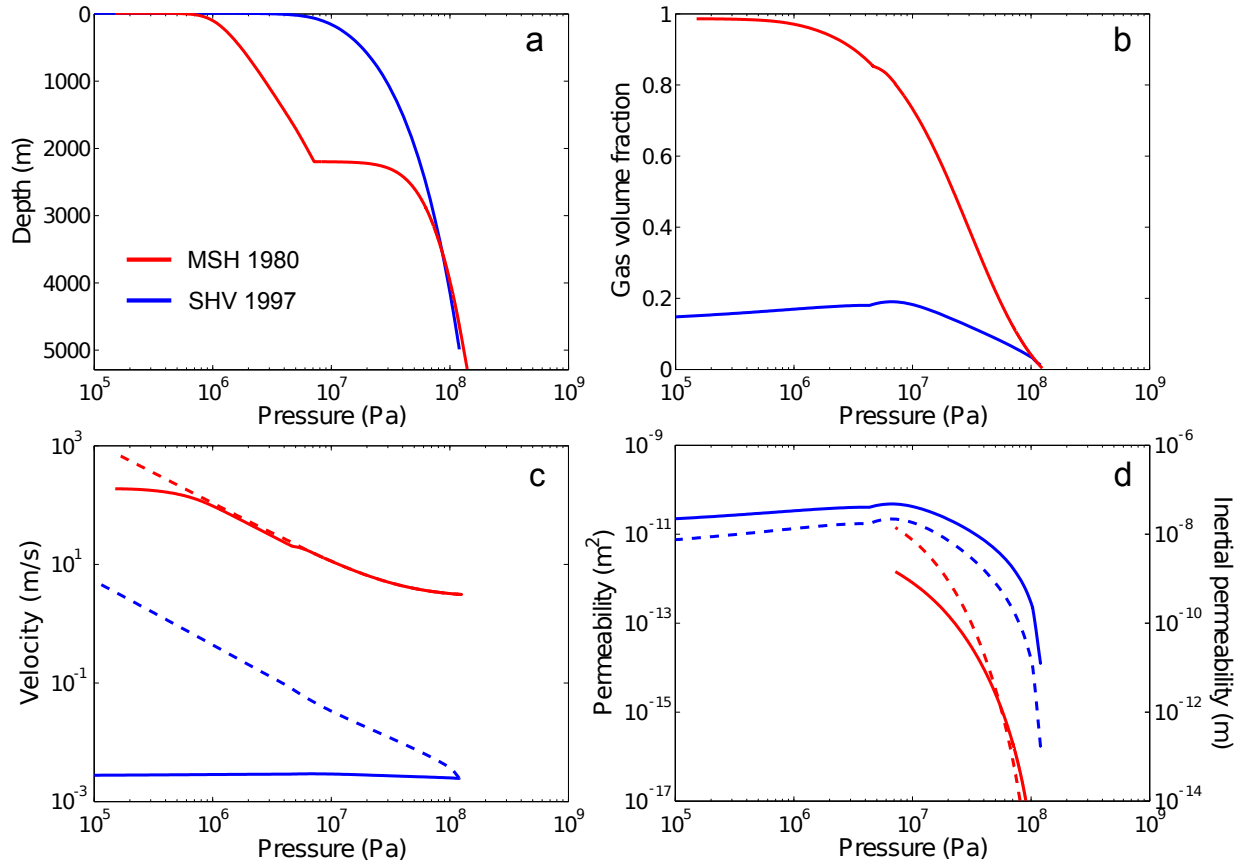 a
0
1000
2000
3000
4000
5000
Depth (m)
MSH 1980
SHV 1997
10^5 10^6 10^7 10^8 10^9
Pressure (Pa)
b
1
0.8
0.6
0.4
0.2
0
Gas volume fraction
10^5 10^6 10^7 10^8 10^9
Pressure (Pa)
c
10^3
10^1
10^-1
10^-3
Velocity (m/s)
10^5 10^6 10^7 10^8 10^9
Pressure (Pa)
d
10^-9
10^-11
10^-13
10^-15
10^-17
Permeability (m^2)
10^-6
10^-8
10^-10
10^-12
10^-14
Inertial permeability (m)
10^5 10^6 10^7 10^8 10^9
Pressure (Pa)